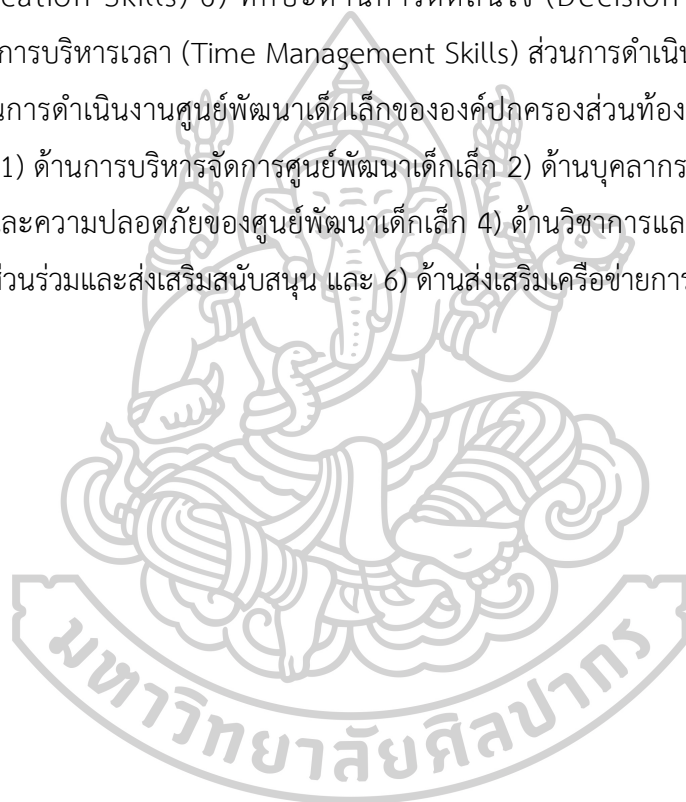 Skills) 6) ทักษะด้านการตัดสินใจ (Decision
การบริหารเวลา (Time Management Skills) ส่วนการดำเนิน
การดำเนินงานศูนย์พัฒนาเด็กเล็กขององค์ปกครองส่วนท้อง
1) ด้านการบริหารจัดการศูนย์พัฒนาเด็กเล็ก 2) ด้านบุคลากร
และความปลอดภัยของศูนย์พัฒนาเด็กเล็ก 4) ด้านวิชาการและ
ส่วนร่วมและส่งเสริมสนับสนุน และ 6) ด้านส่งเสริมเครือข่ายการ
มหาวิทยาลัยศิลปากร